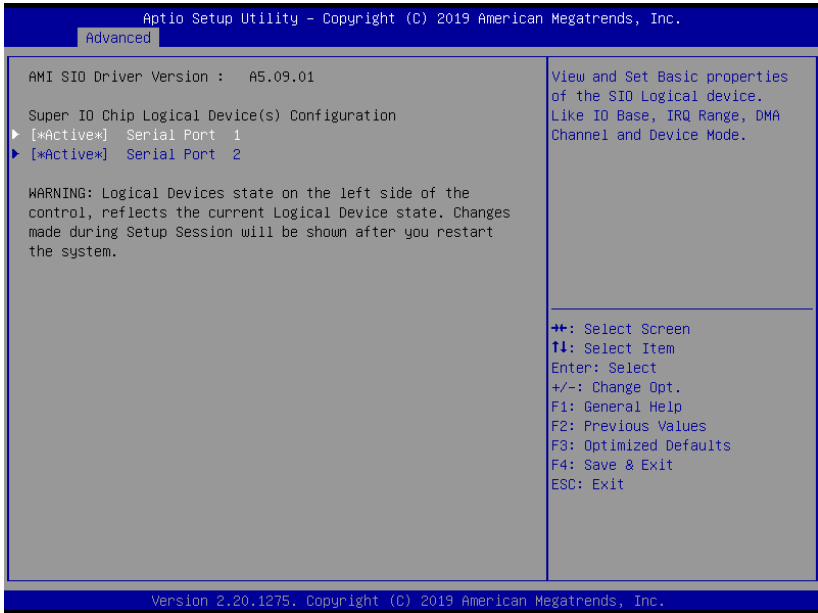 Aptio Setup Utility – Copyright (C) 2019 American Megatrends, Inc.
Advanced
AMI SIO Driver Version : A5.09.01
Super IO Chip Logical Device(s) Configuration
[*Active*] Serial Port 1
[*Active*] Serial Port 2
WARNING: Logical Devices state on the left side of the
control, reflects the current Logical Device state. Changes
made during Setup Session will be shown after you restart
the system.
View and Set Basic properties
of the SIO Logical device.
Like IO Base, IRQ Range, DMA
Channel and Device Mode.
→←: Select Screen
↑↓: Select Item
Enter: Select
+/-: Change Opt.
F1: General Help
F2: Previous Values
F3: Optimized Defaults
F4: Save & Exit
ESC: Exit
Version 2.20.1275. Copyright (C) 2019 American Megatrends, Inc.